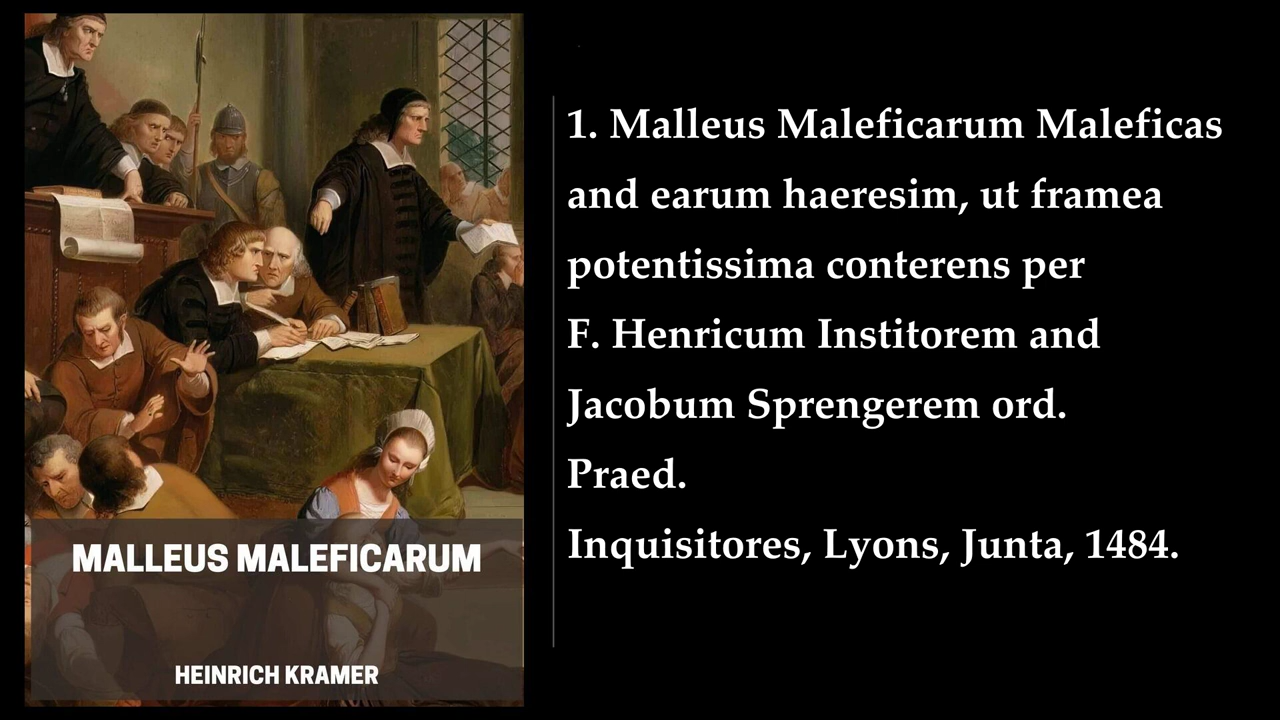 MALLEUS MALEFICARUM
HEINRICH KRAMER
1. Malleus Maleficarum Maleficas
and earum haeresim, ut framea
potentissima conterens per
F. Henricum Institorem and
Jacobum Sprengerem ord.
Praed.
Inquisitores, Lyons, Junta, 1484.